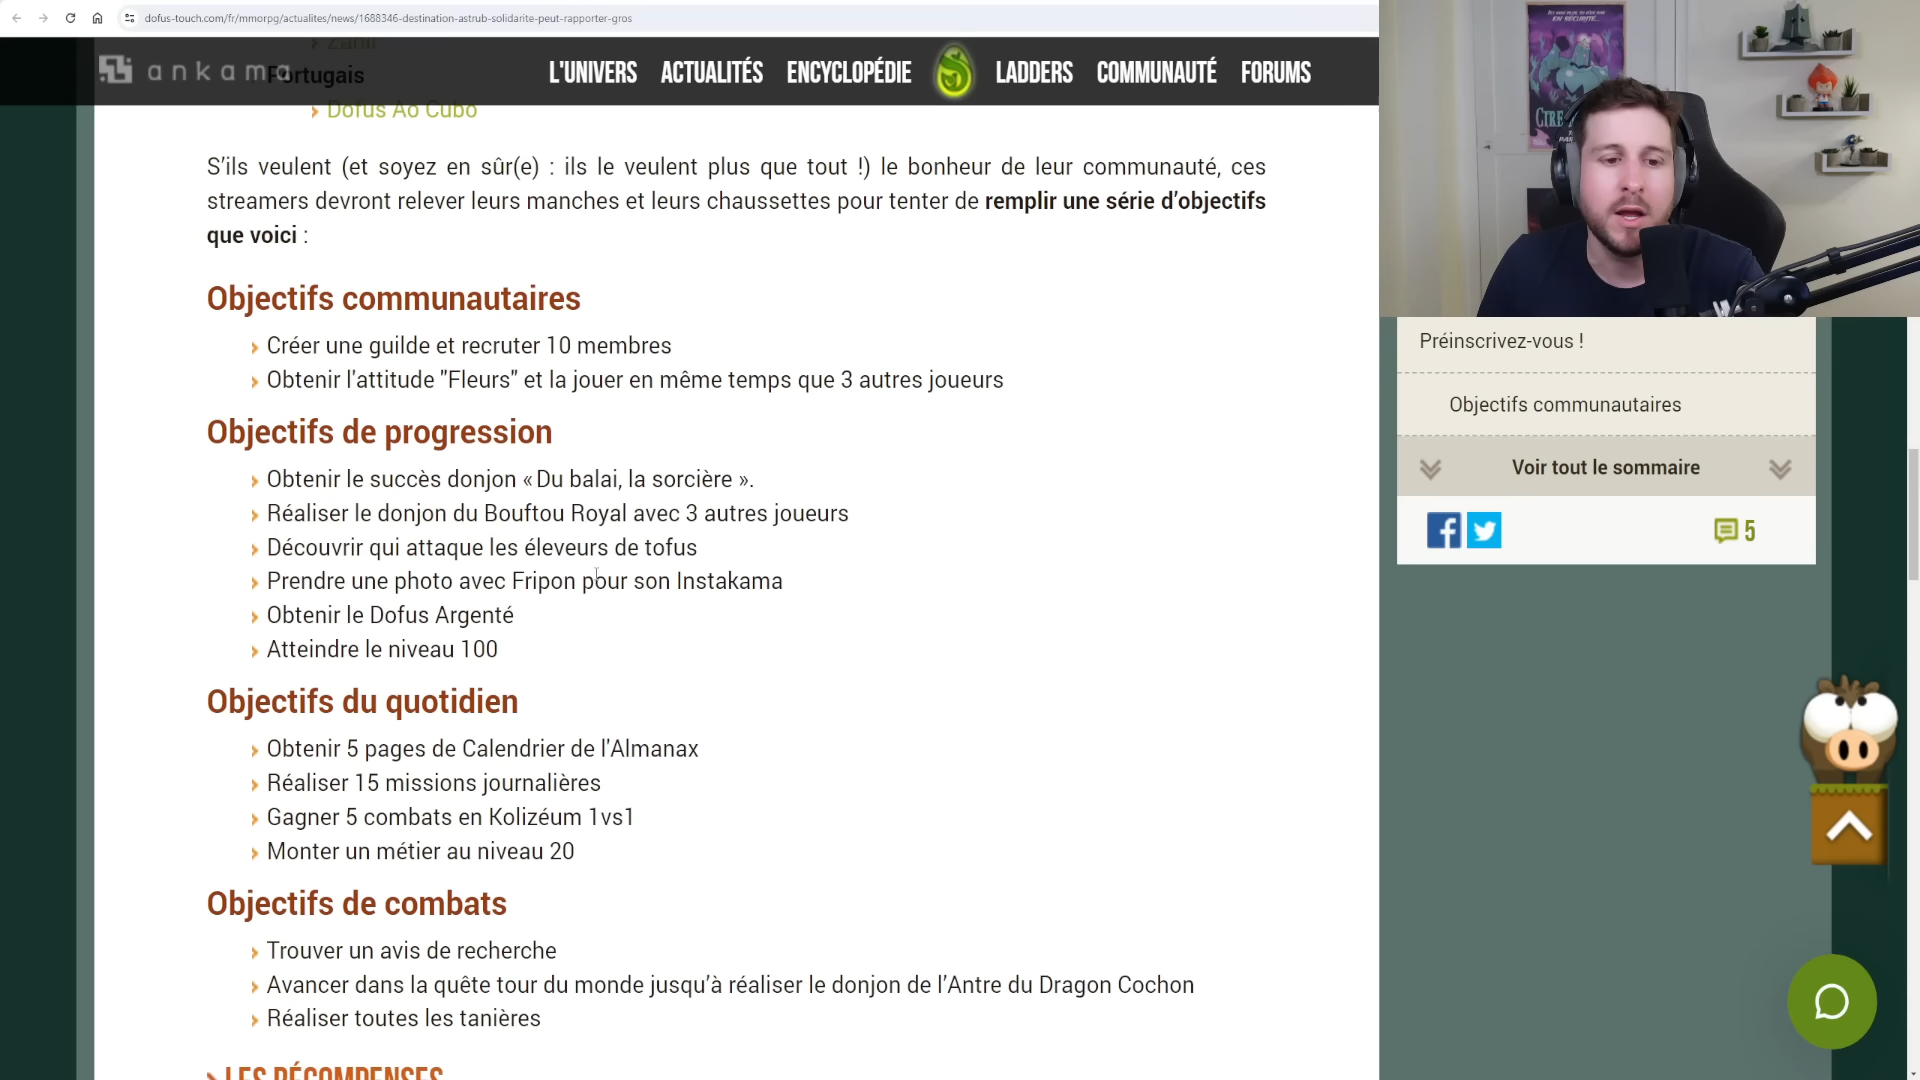 dofus-touch.com/fr/mmorpg/actualites/news/1688346-destination-astrub-solidarite-peut-rapporter-gros
ankama
L'UNIVERS ACTUALITÉS ENCYCLOPÉDIE LADDERS COMMUNAUTÉ FORUMS
Portugais
Dofus Ao Cubo
S’ils veulent (et soyez en sûr(e) : ils le veulent plus que tout !) le bonheur de leur communauté, ces
streamers devront relever leurs manches et leurs chaussettes pour tenter de remplir une série d’objectifs
que voici :
Objectifs communautaires
Créer une guilde et recruter 10 membres
Obtenir l'attitude "Fleurs" et la jouer en même temps que 3 autres joueurs
Objectifs de progression
Obtenir le succès donjon « Du balai, la sorcière ».
Réaliser le donjon du Bouftou Royal avec 3 autres joueurs
Découvrir qui attaque les éleveurs de tofus
Prendre une photo avec Fripon pour son Instakama
Obtenir le Dofus Argenté
Atteindre le niveau 100
Objectifs du quotidien
Obtenir 5 pages de Calendrier de l'Almanax
Réaliser 15 missions journalières
Gagner 5 combats en Kolizéum 1vs1
Monter un métier au niveau 20
Objectifs de combats
Trouver un avis de recherche
Avancer dans la quête tour du monde jusqu’à réaliser le donjon de l’Antre du Dragon Cochon
Réaliser toutes les tanières
LES RÉCOMPENSES
EN SÉCURITÉ...
Préinscrivez-vous !
Objectifs communautaires
Voir tout le sommaire
5